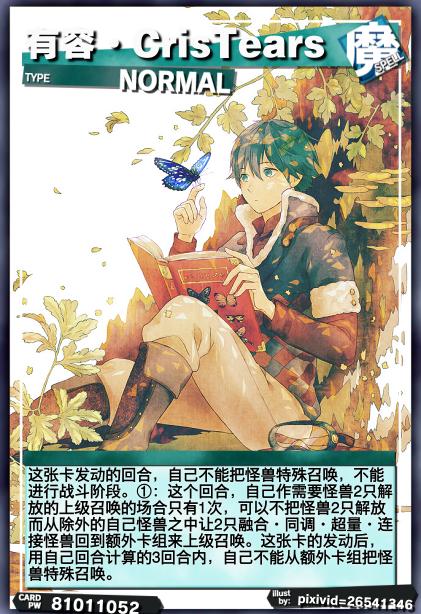 有容・GrisTears
魔
SPELL
TYPE
NORMAL
这张卡发动的回合，自己不能把怪兽特殊召唤，不能
进行战斗阶段。①：这个回合，自己作需要怪兽2只解
放的上级召唤的场合只有1次，可以不把怪兽2只解放
而从除外的自己怪兽之中让2只融合・同调・超量・连
接怪兽回到额外卡组来上级召唤。这张卡的发动后，
用自己回合计算的3回合内，自己不能从额外卡组把怪
兽特殊召唤。
CARD PW 81011052
illust by: pixivid=26541346